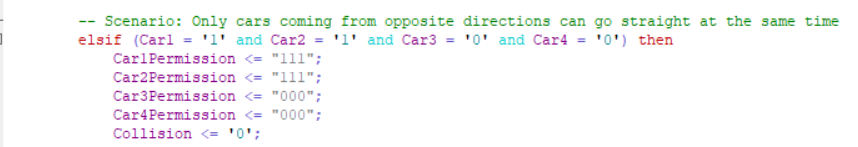 -- Scenario: Only cars coming from opposite directions can go straight at the same time
elsif (Car1 = '1' and Car2 = '1' and Car3 = '0' and Car4 = '0') then
Car1Permission <= "111";
Car2Permission <= "111";
Car3Permission <= "000";
Car4Permission <= "000";
Collision <= '0';